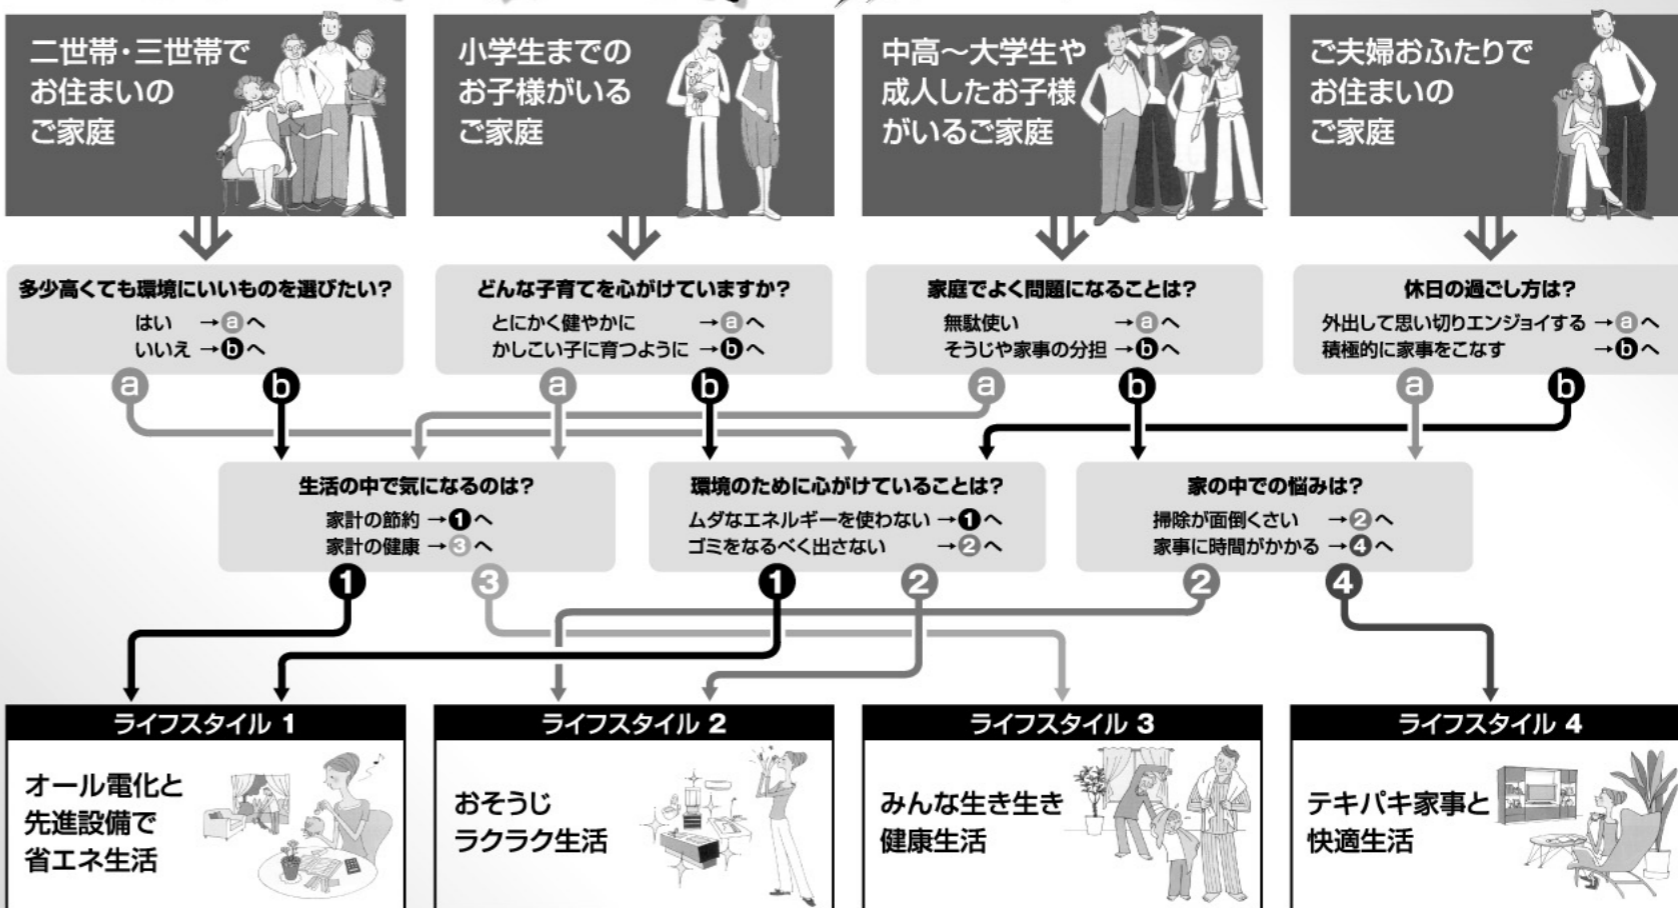 二世帯・三世帯で
お住まいの
ご家庭
小学生までの
お子様がいる
ご家庭
中高〜大学生や
成人したお子様
がいるご家庭
ご夫婦おふたりで
お住まいの
ご家庭
多少高くても環境にいいものを選びたい?
はい →ⓐへ
いいえ →ⓑへ
どんな子育てを心がけていますか?
とにかく健やかに →ⓐへ
かしこい子に育つように →ⓑへ
家庭でよく問題になることは?
無駄使い →ⓐへ
そうじや家事の分担 →ⓑへ
休日の過ごし方は?
外出して思い切りエンジョイする →ⓐへ
積極的に家事をこなす →ⓑへ
a b a b a b a b
生活の中で気になるのは?
家計の節約 →❶へ
家計の健康 →③へ
環境のために心がけていることは?
ムダなエネルギーを使わない →❶へ
ゴミをなるべく出さない →②へ
家の中での悩みは?
掃除が面倒くさい →②へ
家事に時間がかかる →❹へ
1 3 1 2 2 4
ライフスタイル 1
オール電化と
先進設備で
省エネ生活
ライフスタイル 2
おそうじ
ラクラク生活
ライフスタイル 3
みんな生き生き
健康生活
ライフスタイル 4
テキパキ家事と
快適生活